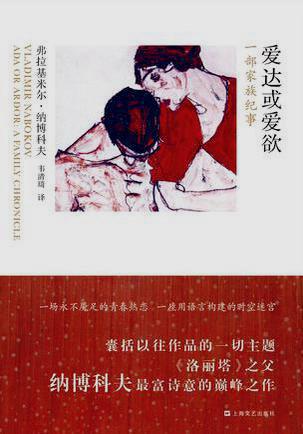 爱达或爱欲
一部家族纪事
弗拉基米尔·纳博科夫
韦清琦 译
VLADIMIR NABOKOV
ADA OR ARDOR: A FAMILY CHRONICLE
一场永不魇足的青春热恋 一座用语言构建的时空迷宫
囊括以往作品的一切主题
《洛丽塔》之父
纳博科夫最富诗意的巅峰之作
上海文艺出版社